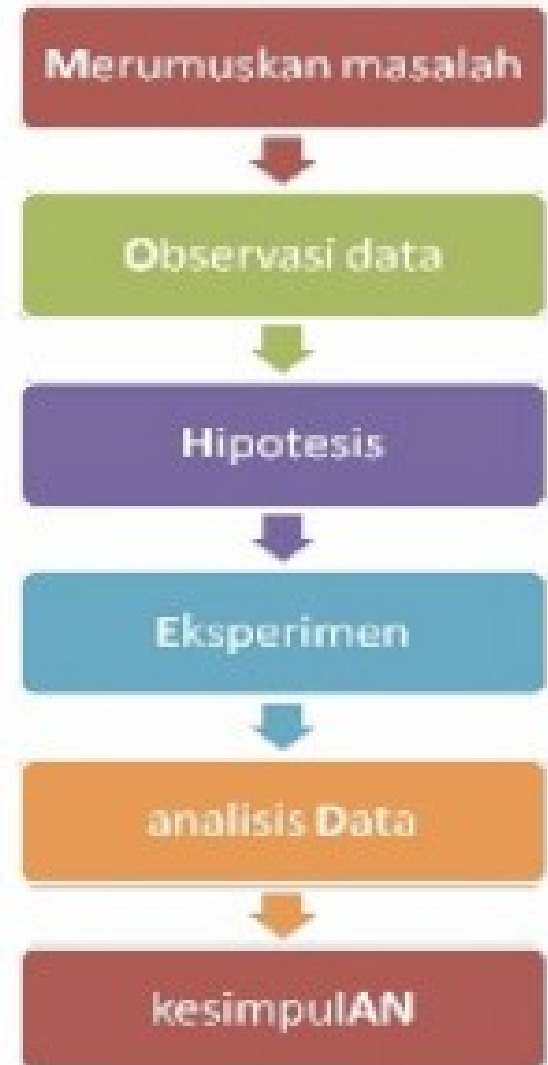 Merumuskan masalah
Observasi data
Hipotesis
Eksperimen
analisis Data
kesimpulAN